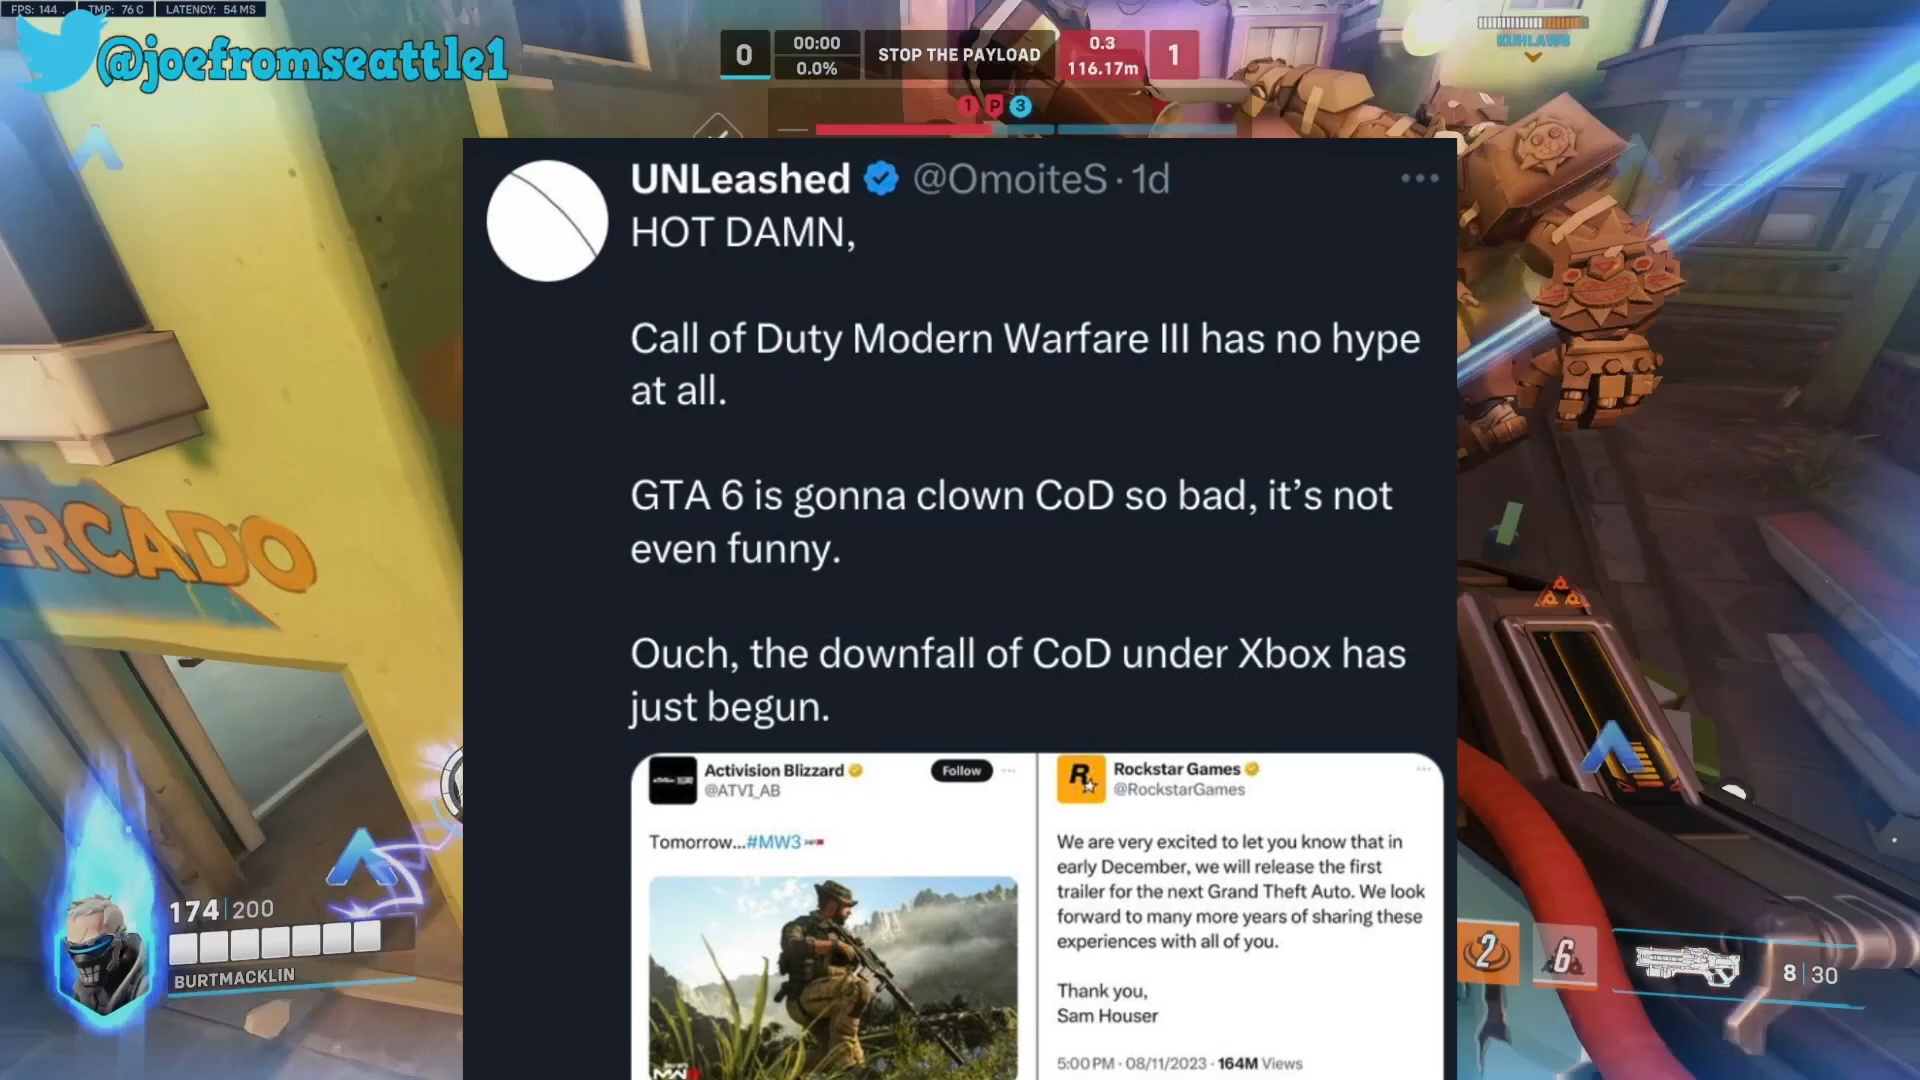 FPS: 144 TMP: 76 C LATENCY: 54 MS
@joefromseattle1
0
00:00
0.0%
STOP THE PAYLOAD
0.3
116.17m
1
1 P 3
KUHLAWB
UNLeashed @OmoiteS · 1d
HOT DAMN,
Call of Duty Modern Warfare III has no hype
at all.
GTA 6 is gonna clown CoD so bad, it's not
even funny.
Ouch, the downfall of CoD under Xbox has
just begun.
Activision Blizzard
@ATVI_AB
Follow
Tomorrow...#MW3
Rockstar Games
@RockstarGames
We are very excited to let you know that in
early December, we will release the first
trailer for the next Grand Theft Auto. We look
forward to many more years of sharing these
experiences with all of you.
Thank you,
Sam Houser
5:00 PM · 08/11/2023 · 164M Views
ERCADO
174 | 200
BURTMACKLIN
2
6
8 | 30